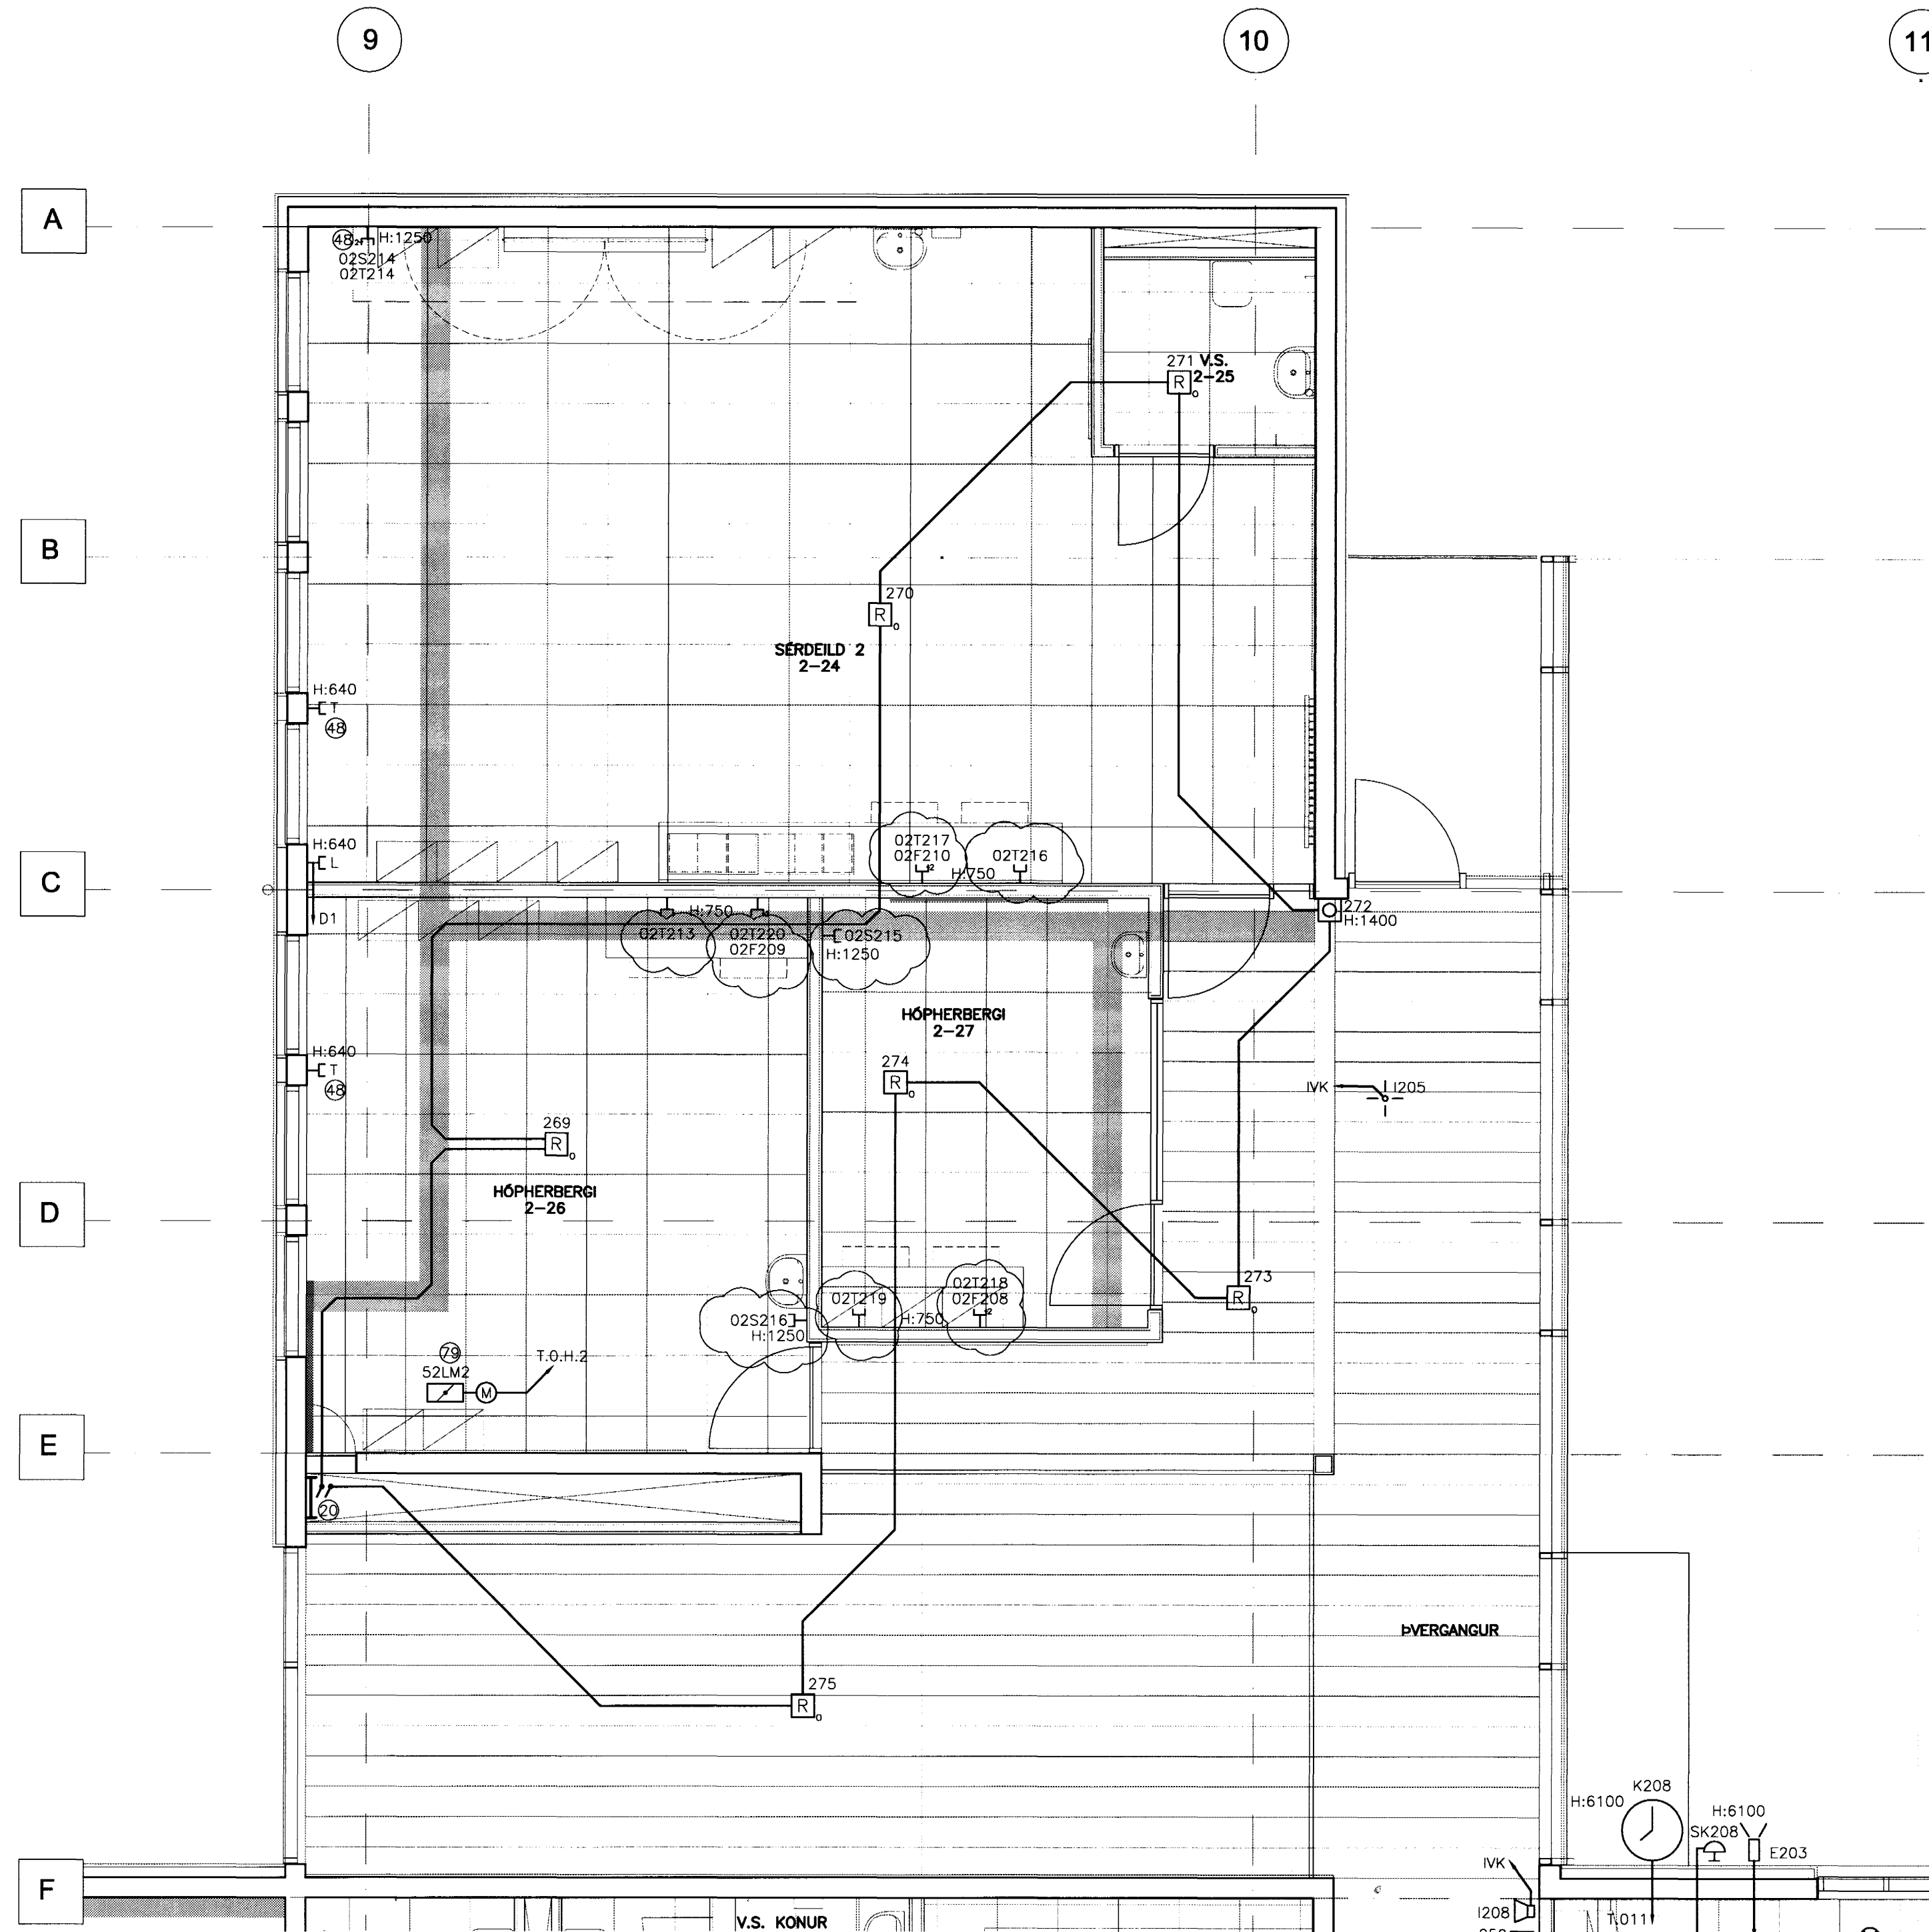 9
10
11
A
48
H:1250
02S214
02T214
271 V.S.
R 2-25
o
B
270
R
o
SÉRDEILD 2
2-24
H:640
T
48
H:640
L
02T217
02F210
02T216
H:750
C
D1
H:750
02T213
02T220
02F209
02S215
H:1250
272
H:1400
HÓPHERBERGI
2-27
H:640
T
48
274
R
o
IVK
I205
269
R
o
HÓPHERBERGI
2-26
D
273
R
o
02T218
02F208
02T219
H:750
02S216
H:1250
79
52LM2
M
T.O.H.2
E
20
ÞVERGANGUR
275
R
o
K208
H:6100
H:6100
SK208
E203
F
IVK
I208
T.011
V.S. KONUR